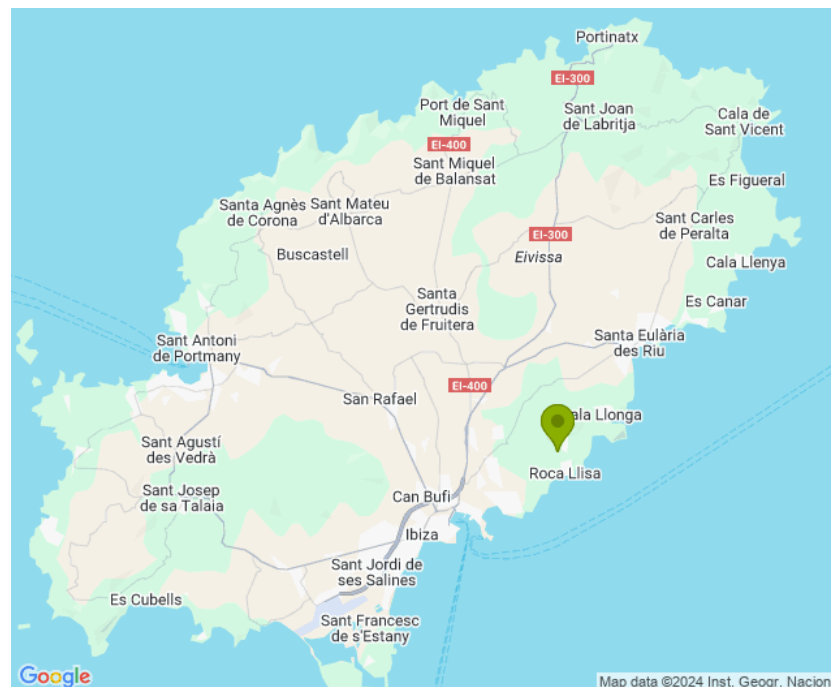 Portinatx
EI-300
Port de Sant
Miquel
Sant Joan
de Labritja
Cala de
Sant Vicent
EI-400
Sant Miquel
de Balansat
Es Figueral
Santa Agnès
de Corona
Sant Mateu
d'Albarca
Sant Carles
de Peralta
EI-300
Buscastell
Eivissa
Cala Llenya
Santa
Gertrudis
de Fruitera
Es Canar
Sant Antoni
de Portmany
Santa Eulària
des Riu
EI-400
San Rafael
ala Llonga
Sant Agustí
des Vedrà
Roca Llisa
Sant Josep
de sa Talaia
Can Bufi
Ibiza
Sant Jordi de
ses Salines
Es Cubells
Sant Francesc
de s'Estany
Google
Map data ©2024 Inst. Geogr. Nacion